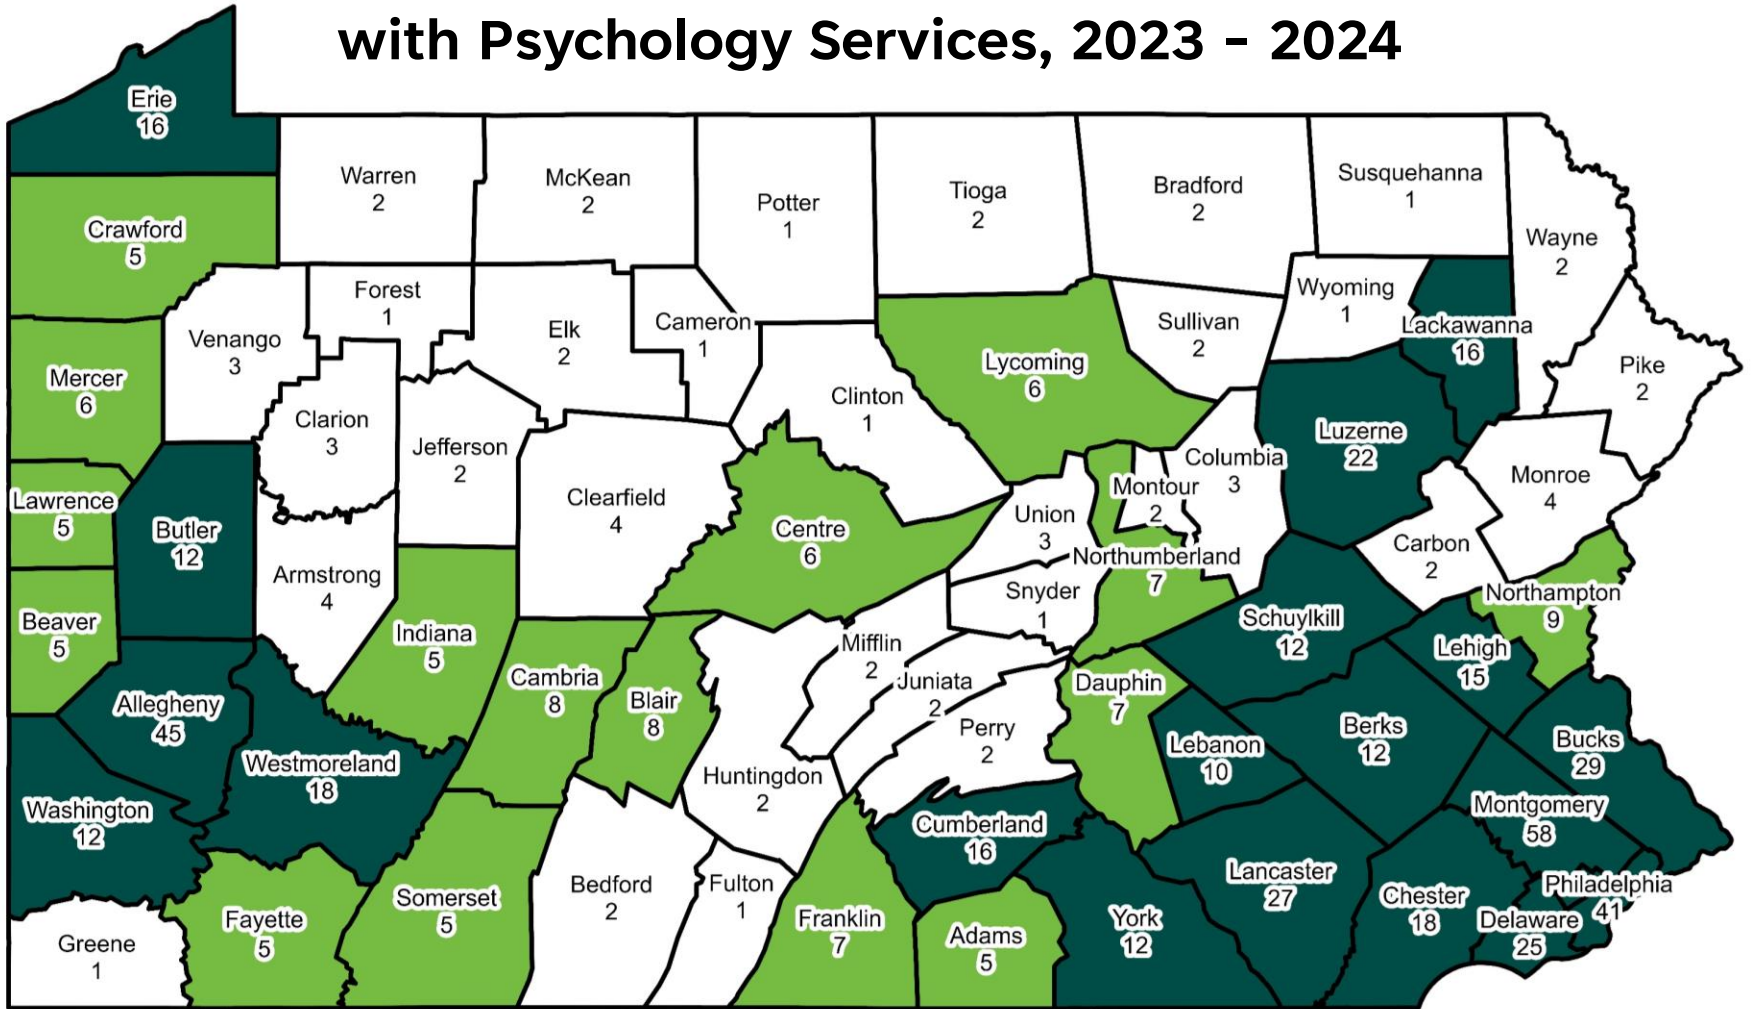 with Psychology Services, 2023 - 2024
Erie
16
Warren
2
McKean
2
Potter
1
Tioga
2
Bradford
2
Susquehanna
1
Wayne
2
Crawford
5
Forest
1
Venango
3
Elk
2
Cameron
1
Sullivan
2
Wyoming
1
Lackawanna
16
Pike
2
Mercer
6
Clarion
3
Jefferson
2
Clinton
1
Lycoming
6
Luzerne
22
Columbia
3
Montour
2
Monroe
4
Lawrence
5
Butler
12
Clearfield
4
Centre
6
Union
3
Northumberland
7
Carbon
2
Armstrong
4
Snyder
1
Northampton
9
Beaver
5
Indiana
5
Mifflin
2
Schuylkill
12
Lehigh
15
Cambria
8
Blair
8
Juniata
2
Dauphin
7
Allegheny
45
Westmoreland
18
Perry
2
Lebanon
10
Berks
12
Bucks
29
Huntingdon
2
Washington
12
Cumberland
16
Montgomery
58
Lancaster
27
Philadelphia
41
Chester
18
Delaware
25
Greene
1
Fayette
5
Somerset
5
Bedford
2
Fulton
1
Franklin
7
Adams
5
York
12